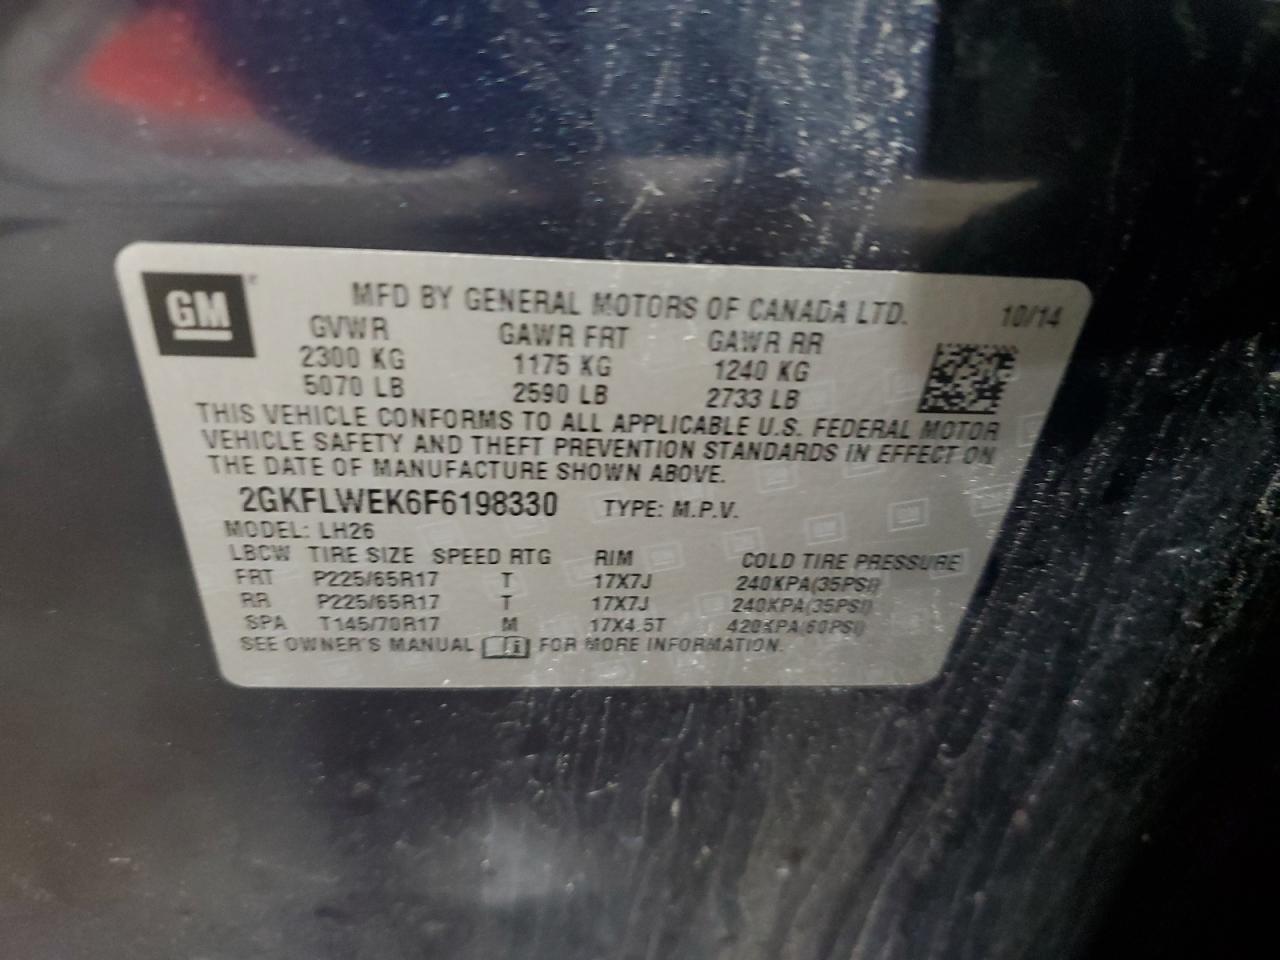 GM
MFD BY GENERAL MOTORS OF CANADA LTD.
10/14
GVWR GAWR FRT GAWR RR
2300 KG 1175 KG 1240 KG
5070 LB 2590 LB 2733 LB
THIS VEHICLE CONFORMS TO ALL APPLICABLE U.S. FEDERAL MOTOR
VEHICLE SAFETY AND THEFT PREVENTION STANDARDS IN EFFECT ON
THE DATE OF MANUFACTURE SHOWN ABOVE.
2GKFLWEK6F6198330 TYPE: M.P.V.
MODEL: LH26
LBCW TIRE SIZE SPEED RTG RIM COLD TIRE PRESSURE
FRT P225/65R17 T 17X7J 240KPA(35PSI)
RR P225/65R17 T 17X7J 240KPA(35PSI)
SPA T145/70R17 M 17X4.5T 420KPA(60PSI)
SEE OWNER'S MANUAL FOR MORE INFORMATION.